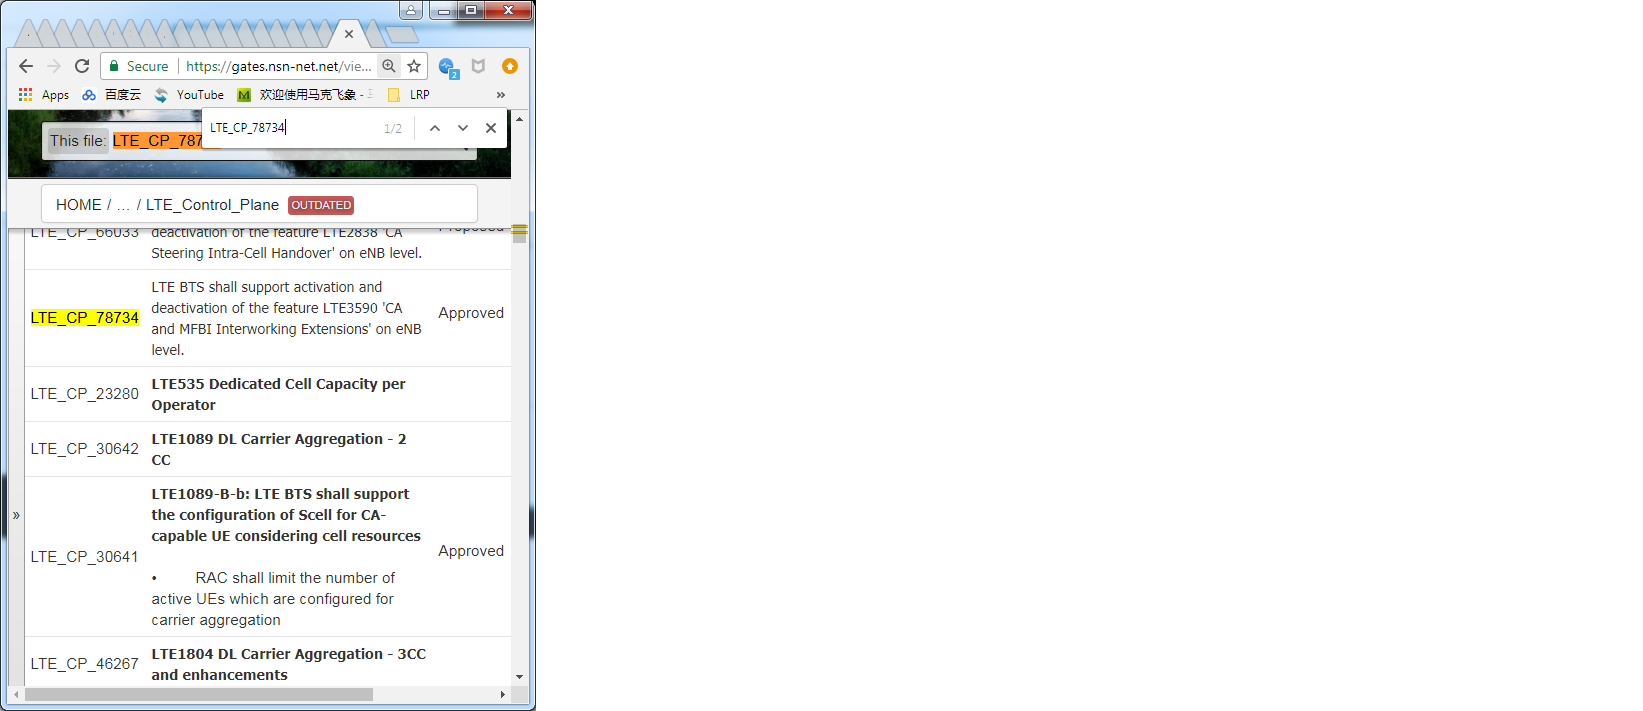 Secure https://gates.nsn-net.net/vie...
2
Apps 百度云 YouTube 欢迎使用马克飞象 - LRP »
LTE_CP_78734 1/2
This file: LTE_CP_787
HOME / ... / LTE_Control_Plane OUTDATED
LTE_CP_66033 deactivation of the feature LTE2838 'CA Proposed
Steering Intra-Cell Handover' on eNB level.
LTE BTS shall support activation and
deactivation of the feature LTE3590 'CA
LTE_CP_78734 Approved
and MFBI Interworking Extensions' on eNB
level.
LTE_CP_23280
LTE535 Dedicated Cell Capacity per
Operator
LTE_CP_30642
LTE1089 DL Carrier Aggregation - 2
CC
LTE1089-B-b: LTE BTS shall support
the configuration of Scell for CA-
capable UE considering cell resources
»
LTE_CP_30641 Approved
• RAC shall limit the number of
active UEs which are configured for
carrier aggregation
LTE_CP_46267
LTE1804 DL Carrier Aggregation - 3CC
and enhancements